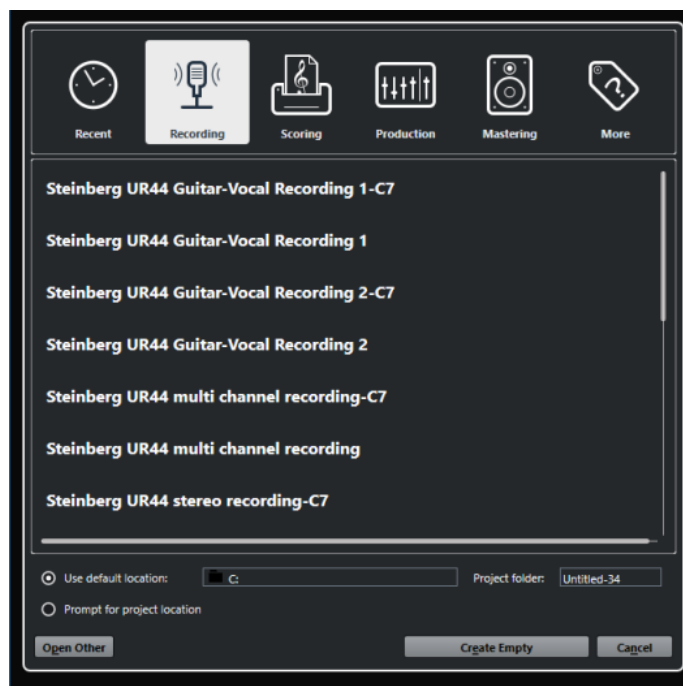 Recent Recording Scoring Production Mastering More
Steinberg UR44 Guitar-Vocal Recording 1-C7
Steinberg UR44 Guitar-Vocal Recording 1
Steinberg UR44 Guitar-Vocal Recording 2-C7
Steinberg UR44 Guitar-Vocal Recording 2
Steinberg UR44 multi channel recording-C7
Steinberg UR44 multi channel recording
Steinberg UR44 stereo recording-C7
Use default location: C: Project folder: Untitled-34
Prompt for project location
Open Other Create Empty Cancel